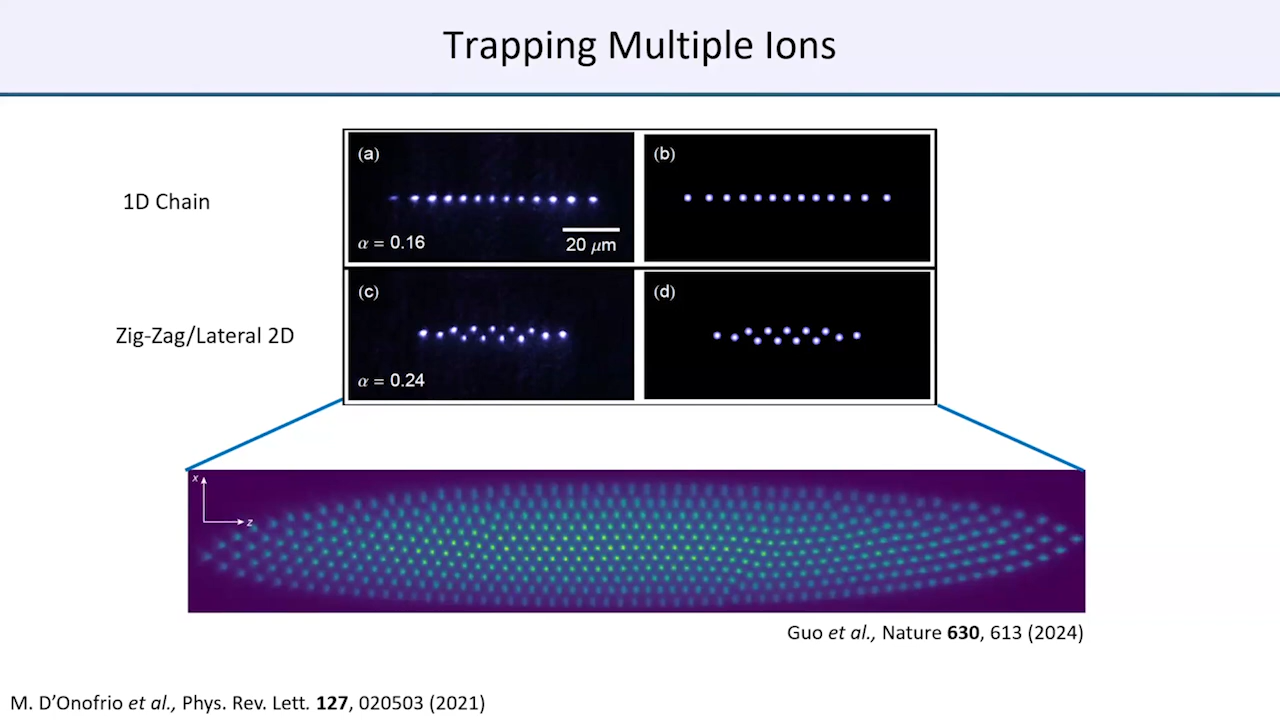 Trapping Multiple Ions
1D Chain
(a)
α = 0.16
20 μm
(b)
Zig-Zag/Lateral 2D
(c)
α = 0.24
(d)
x
z
Guo et al., Nature 630, 613 (2024)
M. D’Onofrio et al., Phys. Rev. Lett. 127, 020503 (2021)